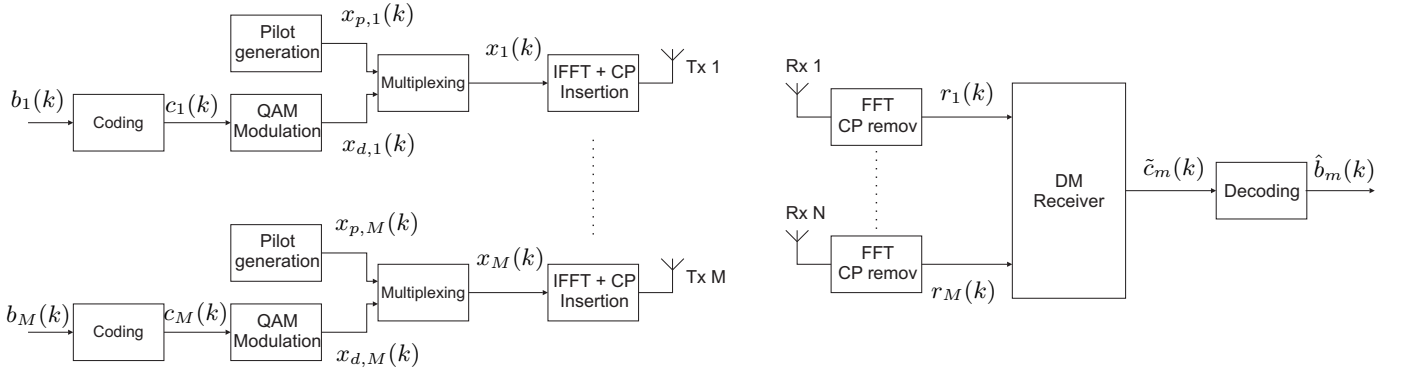 x_{p,1}(k)
Pilot
generation
x_1(k)
Multiplexing
IFFT + CP
Insertion
Tx 1
b_1(k)
Coding
c_1(k)
QAM
Modulation
x_{d,1}(k)
x_{p,M}(k)
Pilot
generation
x_M(k)
Multiplexing
IFFT + CP
Insertion
Tx M
b_M(k)
Coding
c_M(k)
QAM
Modulation
x_{d,M}(k)
Rx 1
FFT
CP remov
r_1(k)
Rx N
FFT
CP remov
r_M(k)
DM
Receiver
\tilde{c}_m(k)
Decoding
\hat{b}_m(k)